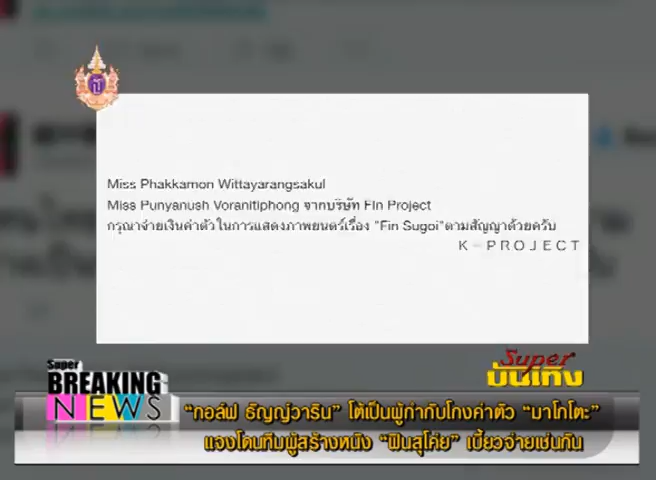 Miss Phakkamon Wittayarangsakul
Miss Punyanush Voranitiphong จากบริษัท Fin Project
กรุณาจ่ายเงินค่าตัวในการแสดงภาพยนตร์เรื่อง "Fin Sugoi"ตามสัญญาด้วยครับ
K-PROJECT
Super
BREAKING
NEWS
Super
บันเทิง
“กอล์ฟ ธัญญ์วาริน” โต้เป็นผู้กำกับโกงค่าตัว “มาโกโตะ”
แจงโดนทีมผู้สร้างหนัง “ฟินสุโค่ย” เบี้ยวจ่ายเช่นกัน